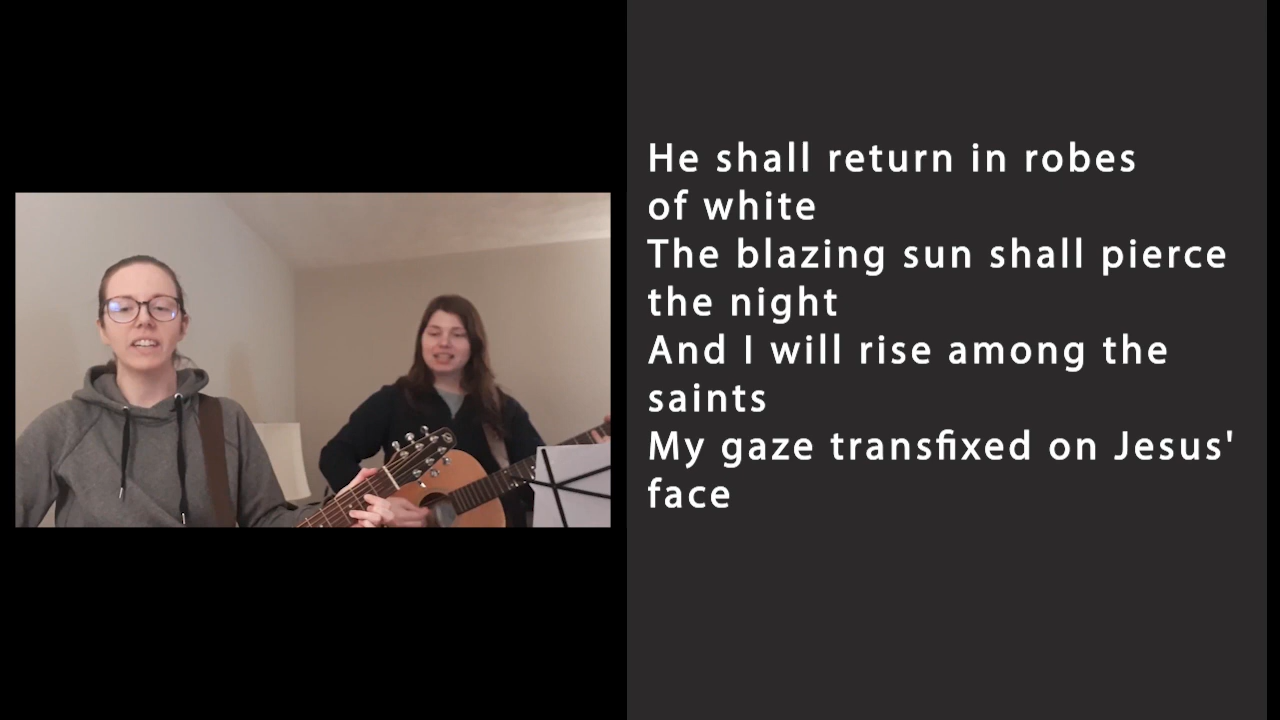 He shall return in robes
of white
The blazing sun shall pierce
the night
And I will rise among the
saints
My gaze transfixed on Jesus'
face